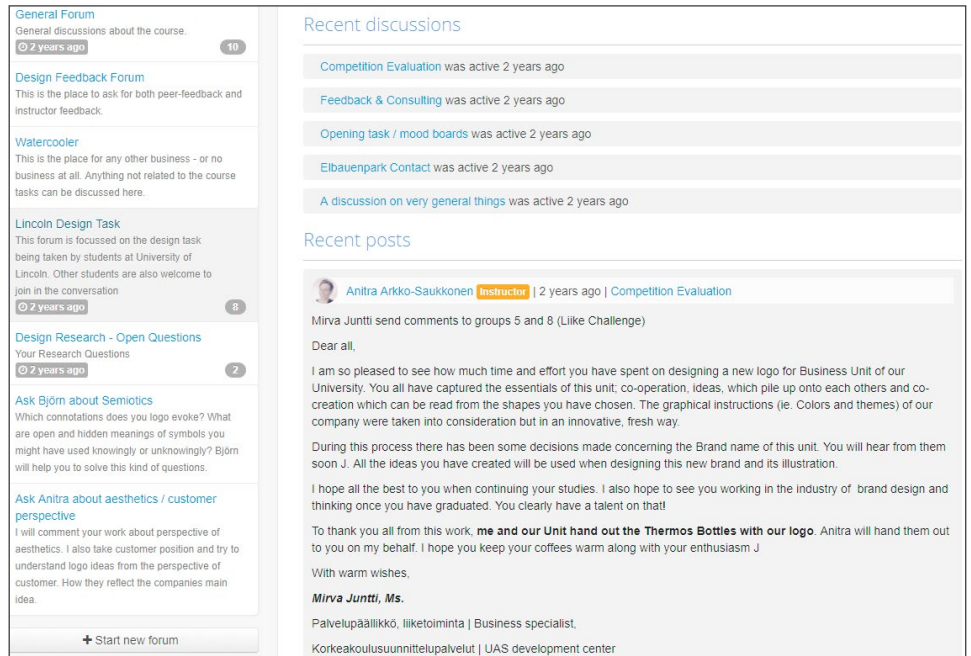 General Forum
General discussions about the course.
2 years ago 10
Design Feedback Forum
This is the place to ask for both peer-feedback and
instructor feedback.
Watercooler
This is the place for any other business - or no
business at all. Anything not related to the course
tasks can be discussed here.
Lincoln Design Task
This forum is focussed on the design task
being taken by students at University of
Lincoln. Other students are also welcome to
join in the conversation
2 years ago 8
Design Research - Open Questions
Your Research Questions
2 years ago 2
Ask Björn about Semiotics
Which connotations does you logo evoke? What
are open and hidden meanings of symbols you
might have used knowingly or unknowingly? Björn
will help you to solve this kind of questions.
Ask Anitra about aesthetics / customer
perspective
I will comment your work about perspective of
aesthetics. I also take customer position and try to
understand logo ideas from the perspective of
customer. How they reflect the companies main
idea.
+ Start new forum
Recent discussions
Competition Evaluation was active 2 years ago
Feedback & Consulting was active 2 years ago
Opening task / mood boards was active 2 years ago
Elbauenpark Contact was active 2 years ago
A discussion on very general things was active 2 years ago
Recent posts
Anitra Arkko-Saukkonen Instructor | 2 years ago | Competition Evaluation
Mirva Juntti send comments to groups 5 and 8 (Liike Challenge)
Dear all,
I am so pleased to see how much time and effort you have spent on designing a new logo for Business Unit of our
University. You all have captured the essentials of this unit; co-operation, ideas, which pile up onto each others and co-
creation which can be read from the shapes you have chosen. The graphical instructions (ie. Colors and themes) of our
company were taken into consideration but in an innovative, fresh way.
During this process there has been some decisions made concerning the Brand name of this unit. You will hear from them
soon J. All the ideas you have created will be used when designing this new brand and its illustration.
I hope all the best to you when continuing your studies. I also hope to see you working in the industry of brand design and
thinking once you have graduated. You clearly have a talent on that!
To thank you all from this work, me and our Unit hand out the Thermos Bottles with our logo. Anitra will hand them out
to you on my behalf. I hope you keep your coffees warm along with your enthusiasm J
With warm wishes,
Mirva Juntti, Ms.
Palvelupäällikkö, liiketoiminta | Business specialist,
Korkeakoulusuunnittelupalvelut | UAS development center